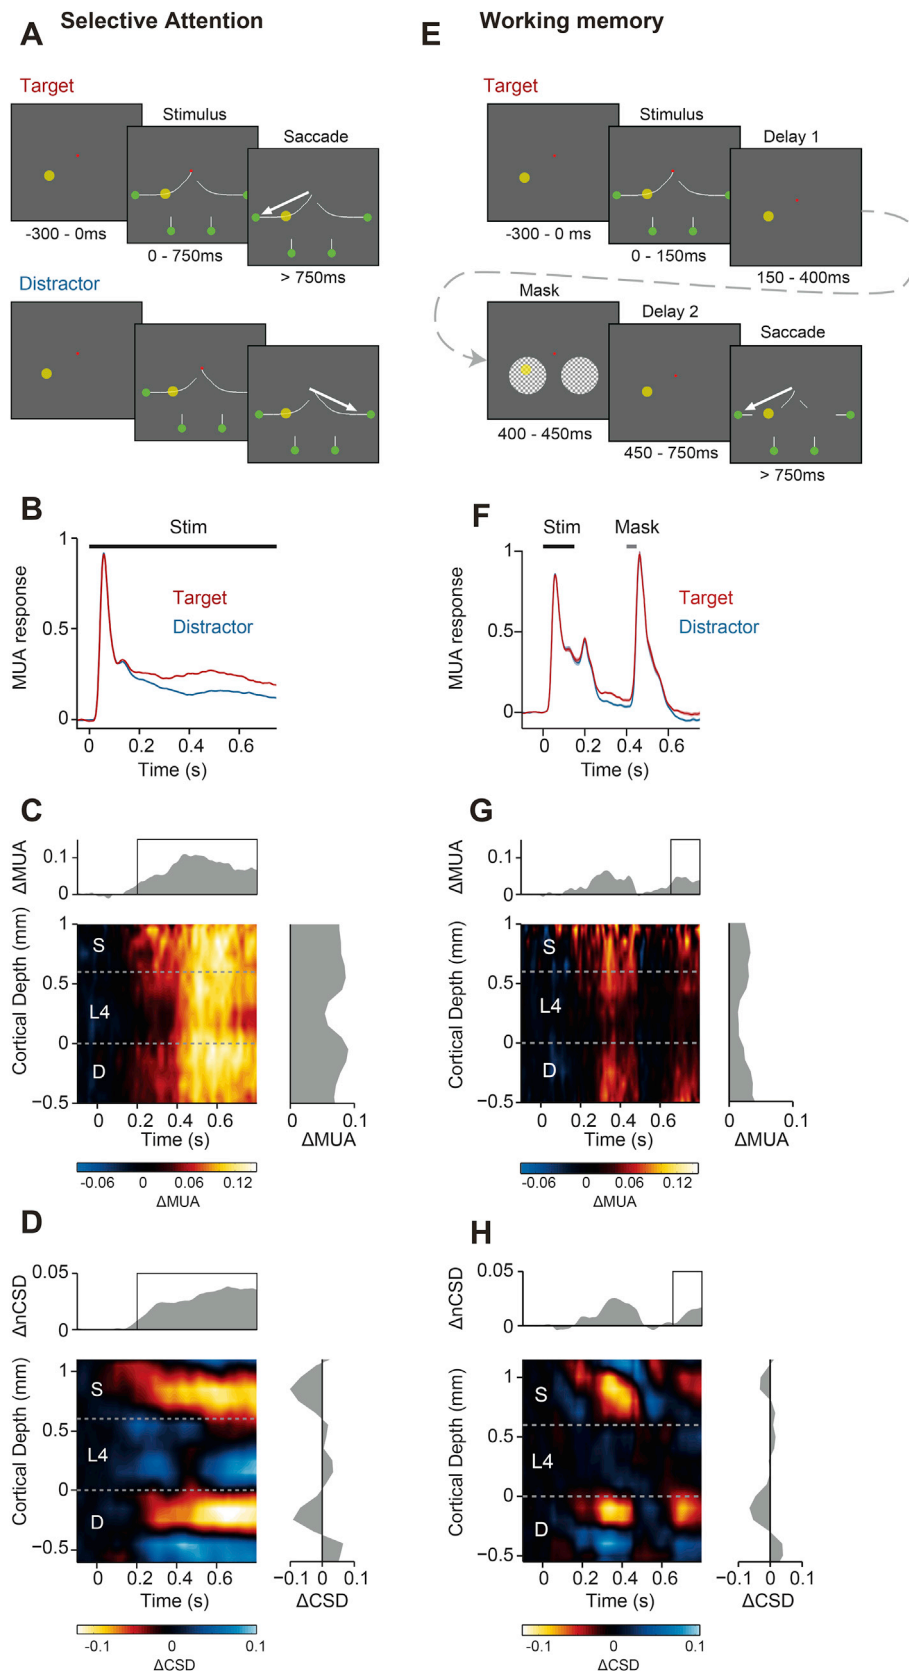 Selective Attention
Working memory
A
Target
Stimulus
Saccade
-300 - 0ms
0 - 750ms
> 750ms
Distractor
E
Target
Stimulus
Delay 1
-300 - 0 ms
0 - 150ms
150 - 400ms
Mask
Delay 2
Saccade
400 - 450ms
450 - 750ms
> 750ms
B
Stim
1
0.5
0
MUA response
Target
Distractor
0 0.2 0.4 0.6
Time (s)
F
Stim Mask
1
0.5
0
MUA response
Target
Distractor
0 0.2 0.4 0.6
Time (s)
C
ΔMUA
0.1
0
Cortical Depth (mm)
1
0.5
0
−0.5
S
L4
D
0 0.2 0.4 0.6
Time (s)
0 0.1
ΔMUA
-0.06 0 0.06 0.12
ΔMUA
G
ΔMUA
0.1
0
Cortical Depth (mm)
1
0.5
0
−0.5
S
L4
D
0 0.2 0.4 0.6
Time (s)
0 0.1
ΔMUA
-0.06 0 0.06 0.12
ΔMUA
D
ΔnCSD
0.05
0
Cortical Depth (mm)
1
0.5
0
−0.5
S
L4
D
0 0.2 0.4 0.6
Time (s)
−0.1 0 0.1
ΔCSD
-0.1 0 0.1
ΔCSD
H
ΔnCSD
0.05
0
Cortical Depth (mm)
1
0.5
0
−0.5
S
L4
D
0 0.2 0.4 0.6
Time (s)
−0.1 0 0.1
ΔCSD
-0.1 0 0.1
ΔCSD